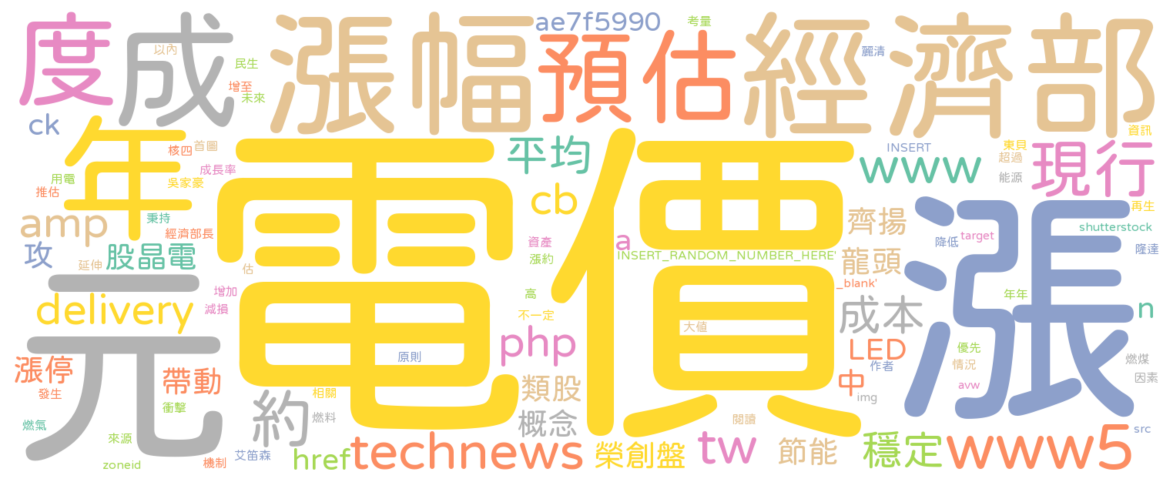 度
成
漲幅
預估
經濟部
ae7f5990
考量
麗清
以內
民生
增至
未來
ck
年
核四
首圖
成長率
用電
吳家豪
推估
秉持
經濟部長
amp
攻
股晶電
延伸
電價
平均
cb
www
INSERT
東貝
超過
能源
資訊
現行
再生
shutterstock
隆達
降低
target
齊揚
龍頭
a
資產
漲約
INSERT_RANDOM_NUMBER_HERE'
_blank'
估
漲
元
delivery
增加
減損
高
不一定
大値
年年
n
成本
LED
作者
優先
情況
avw
燃煤
因素
img
中
php
原則
漲停
發生
帶動
衝擊
相關
類股
概念
約
燃料
燃氣
來源
zoneid
機制
艾笛森
href
technews
榮創盤
tw
閱讀
節能
穩定
www5
src